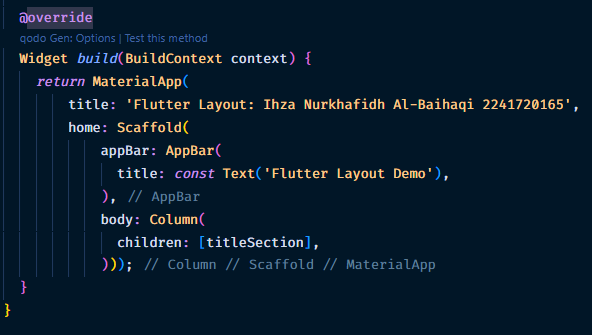 @override
qodo Gen: Options | Test this method
Widget build(BuildContext context) {
return MaterialApp(
title: 'Flutter Layout: Ihza Nurkhafidh Al-Baihaqi 2241720165',
home: Scaffold(
appBar: AppBar(
title: const Text('Flutter Layout Demo'),
), // AppBar
body: Column(
children: [titleSection],
))); // Column // Scaffold // MaterialApp
}
}